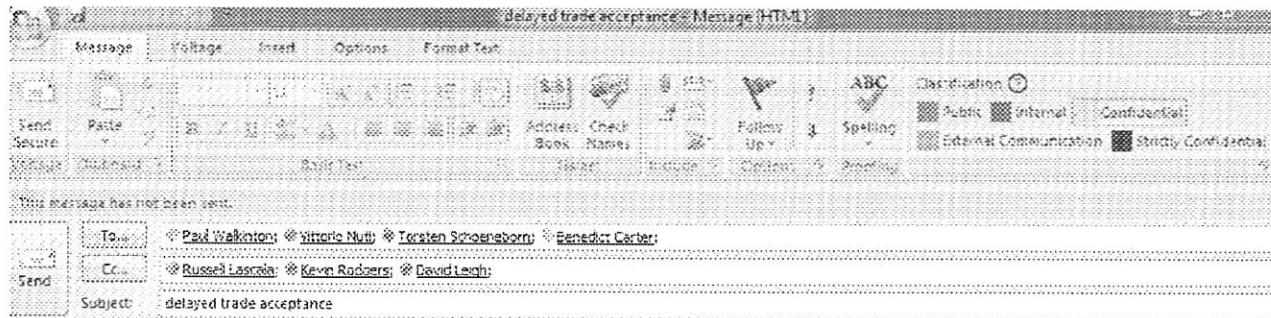 delayed trade acceptance - Message (HTML)
Message Voltage Insert Options Format Text
Send Secure
Paste
Address Book
Check Names
Follow Up
ABC
Spelling
Classification ?
Public Internal Confidential
External Communication Strictly Confidential
Voltage Clipboard Basic Text Include Options Proofing
This message has not been sent.
To... Paul Walkinton; Vittorio Nuti; Torsten Schoeneborn; Benedict Carter;
Cc... Russell Lascala; Kevin Rodgers; David Leigh;
Send
Subject: delayed trade acceptance